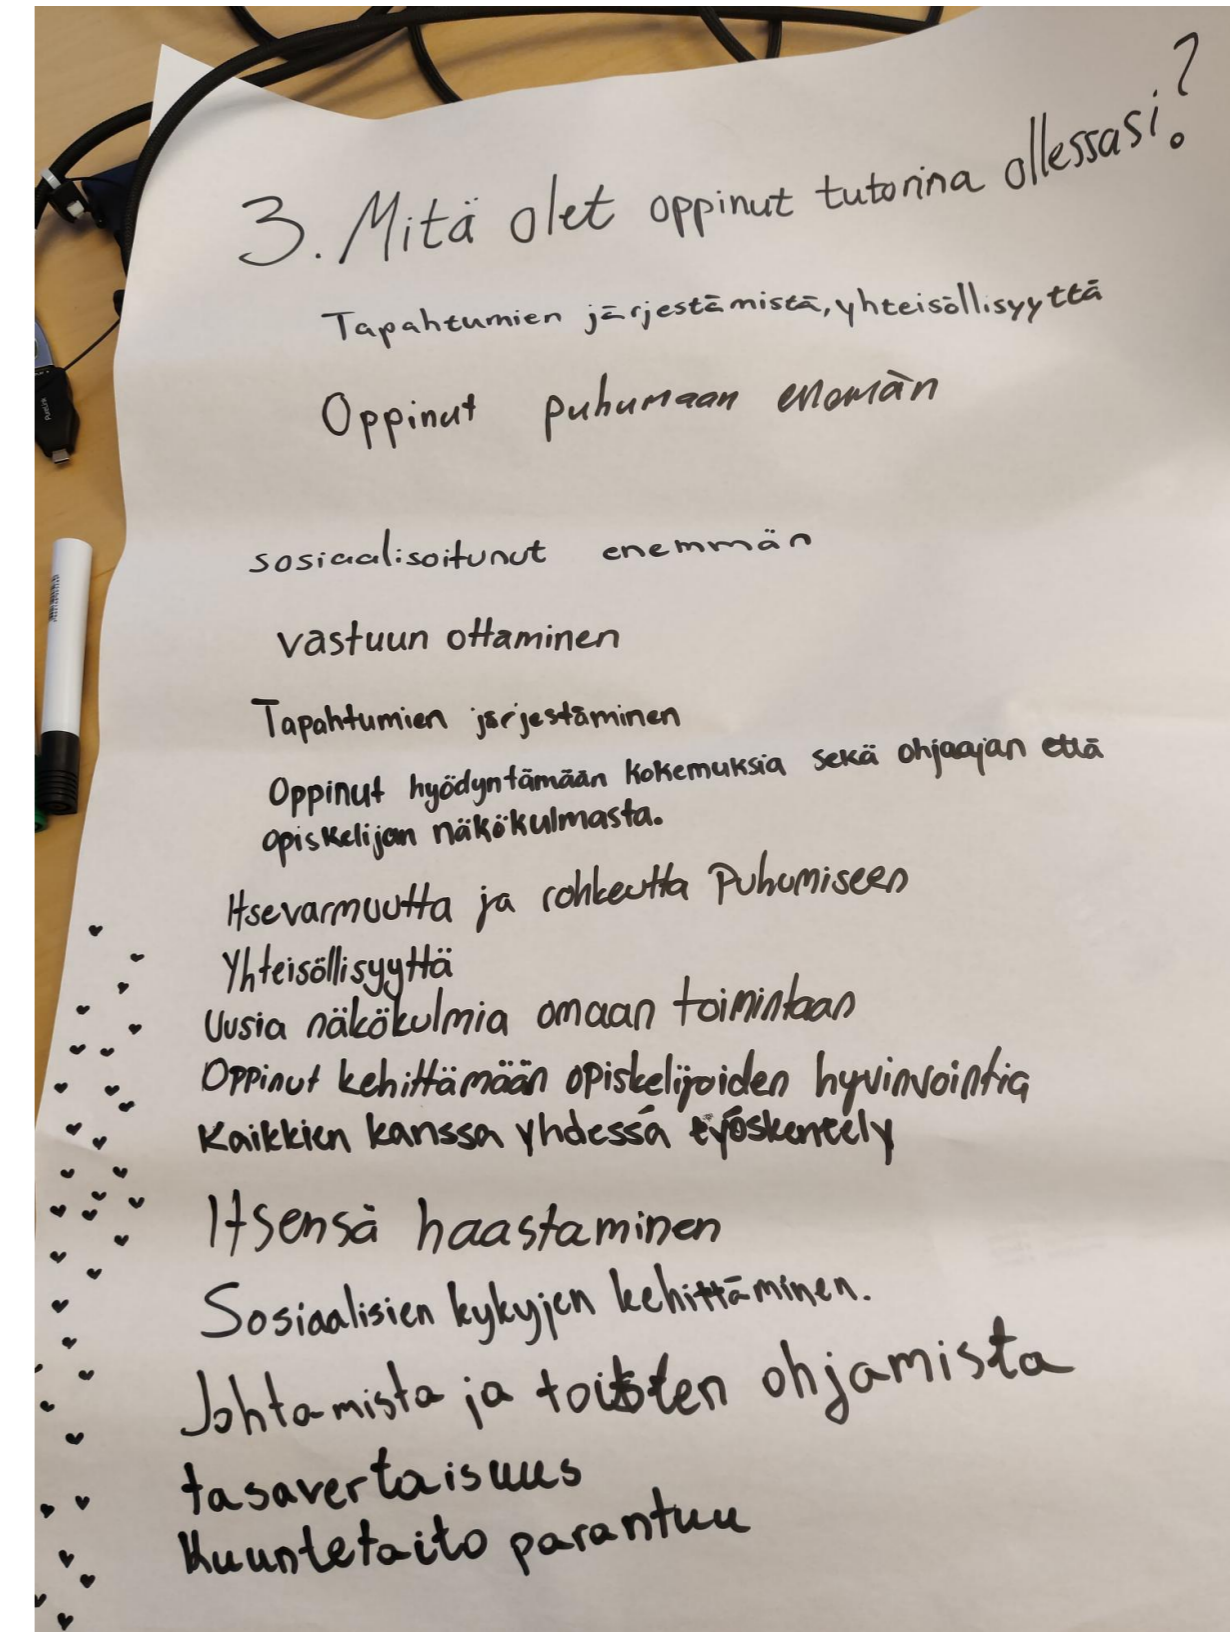 3. Mitä olet oppinut tutorina ollessasi?
Tapahtumien järjestämistä, yhteisöllisyyttä
Oppinut puhumaan enemän
sosiaalisoitunut enemmän
vastuun ottaminen
Tapahtumien järjestäminen
Oppinut hyödyntämään kokemuksia sekä ohjaajan että
opiskelijan näkökulmasta.
Itsevarmuutta ja rohkeutta Puhumiseen
Yhteisöllisyyttä
Uusia näkökulmia omaan toimintaan
Oppinut kehittämään opiskelijoiden hyvinvointia
Kaikkien kanssa yhdessä työskentely
Itsensä haastaminen
Sosiaalisien kykyjen kehittäminen.
Johtamista ja toisten ohjamista
tasavertaisuus
Kuuntetaito parantuu